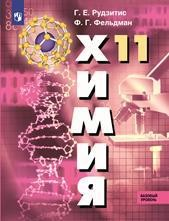 Г. Е. Рудзитис
Ф. Г. Фельдман
ХИМИЯ
11
БАЗОВЫЙ
УРОВЕНЬ